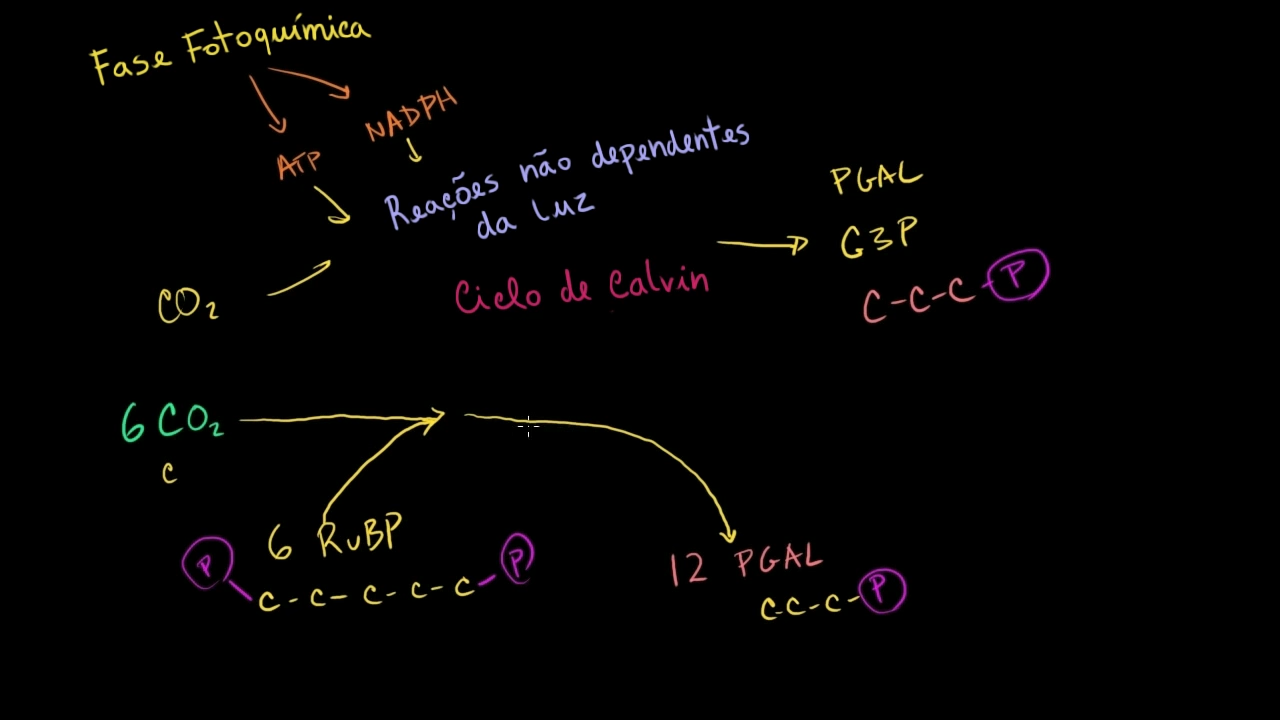 Fase Fotoquímica
ATP
NADPH
Reações não dependentes
da luz
CO₂
Ciclo de Calvin
PGAL
G3P
C-C-C-P
6 CO₂
C
6 RuBP
P-C-C-C-C-C-P
12 PGAL
C-C-C-P